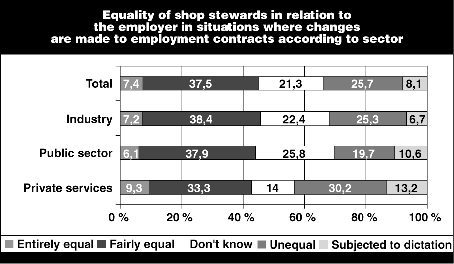 Equality of shop stewards in relation to
the employer in situations where changes
are made to employment contracts according to sector
Total 7,4 37,5 21,3 25,7 8,1
Industry 7,2 38,4 22,4 25,3 6,7
Public sector 6,1 37,9 25,8 19,7 10,6
Private services 9,3 33,3 14 30,2 13,2
0 % 20 % 40 % 60 % 80 % 100 %
Entirely equal Fairly equal Don't know Unequal Subjected to dictation